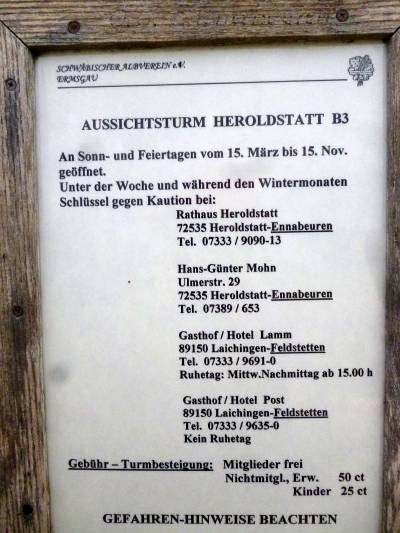 SCHWÄBISCHER ALBVEREIN e.V.
ERMSGAU
AUSSICHTSTURM HEROLDSTATT B3
An Sonn- und Feiertagen vom 15. März bis 15. Nov.
geöffnet.
Unter der Woche und während den Wintermonaten
Schlüssel gegen Kaution bei:
Rathaus Heroldstatt
72535 Heroldstatt-Ennabeuren
Tel. 07333 / 9090-13
Hans-Günter Mohn
Ulmerstr. 29
72535 Heroldstatt-Ennabeuren
Tel. 07389 / 653
Gasthof / Hotel Lamm
89150 Laichingen-Feldstetten
Tel. 07333 / 9691-0
Ruhetag: Mittw.Nachmittag ab 15.00 h
Gasthof / Hotel Post
89150 Laichingen-Feldstetten
Tel. 07333 / 9635-0
Kein Ruhetag
Gebühr – Turmbesteigung: Mitglieder frei
Nichtmitgl., Erw. 50 ct
Kinder 25 ct
GEFAHREN-HINWEISE BEACHTEN